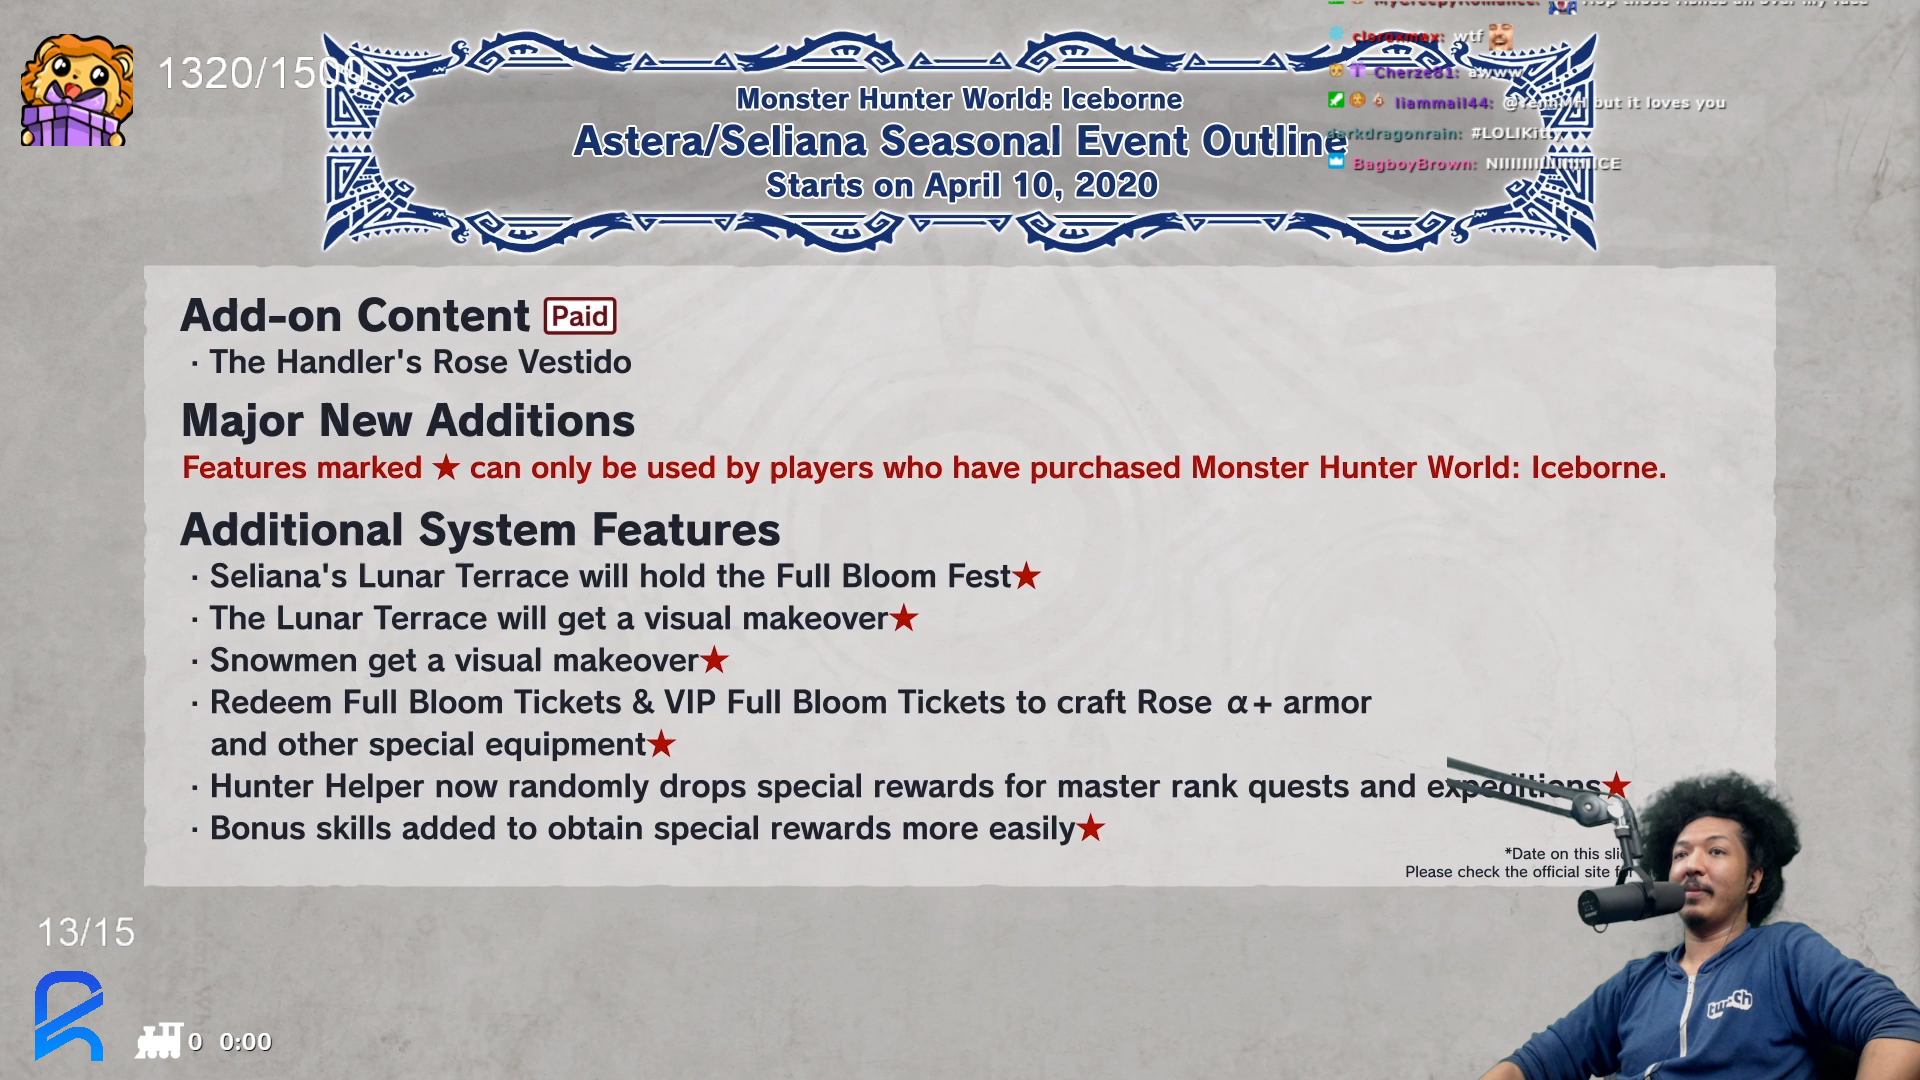 1320/1500
Monster Hunter World: Iceborne
Astera/Seliana Seasonal Event Outline
Starts on April 10, 2020
MyCreepyRomance:
cloroxmax: wtf
Cherze81: awww
liammail44: @YennMH but it loves you
darkdragonrain: #LOLIKitty
BagboyBrown:
Add-on Content Paid
· The Handler's Rose Vestido
Major New Additions
Features marked ★ can only be used by players who have purchased Monster Hunter World: Iceborne.
Additional System Features
· Seliana's Lunar Terrace will hold the Full Bloom Fest★
· The Lunar Terrace will get a visual makeover★
· Snowmen get a visual makeover★
· Redeem Full Bloom Tickets & VIP Full Bloom Tickets to craft Rose α+ armor
and other special equipment★
· Hunter Helper now randomly drops special rewards for master rank quests and expeditions★
· Bonus skills added to obtain special rewards more easily★
*Date on this
Please check the official site
13/15
0 0:00
twitch